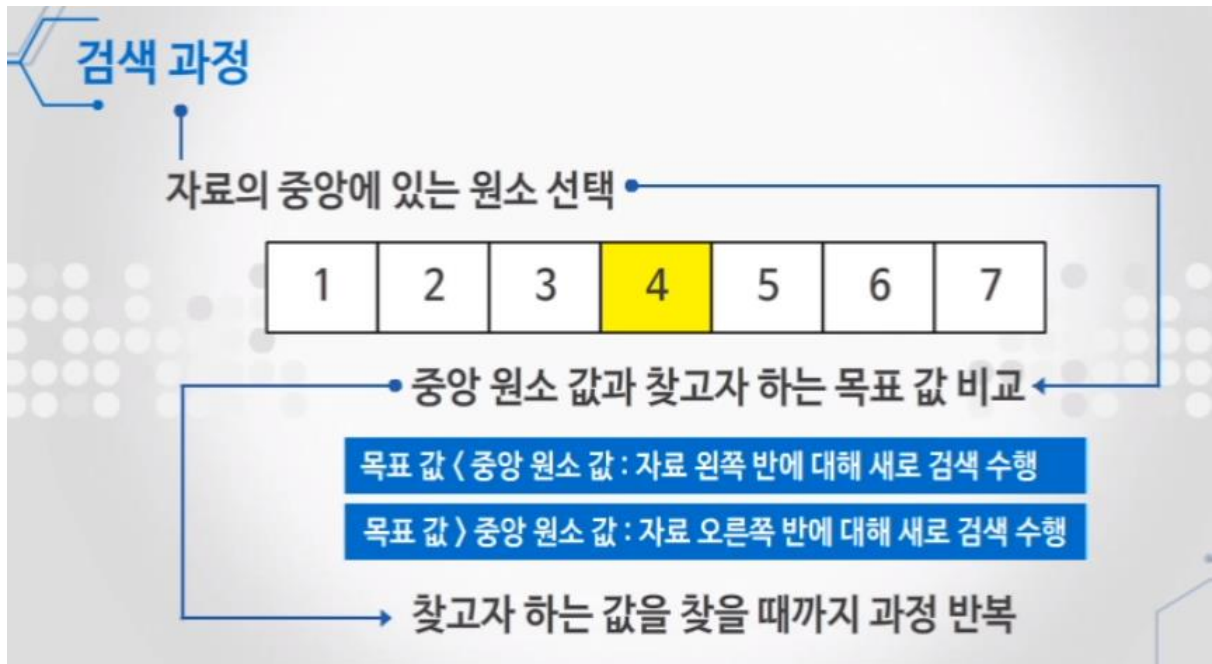 검색 과정
자료의 중앙에 있는 원소 선택
1 2 3 4 5 6 7
중앙 원소 값과 찾고자 하는 목표 값 비교
목표 값 < 중앙 원소 값 : 자료 왼쪽 반에 대해 새로 검색 수행
목표 값 > 중앙 원소 값 : 자료 오른쪽 반에 대해 새로 검색 수행
찾고자 하는 값을 찾을 때까지 과정 반복